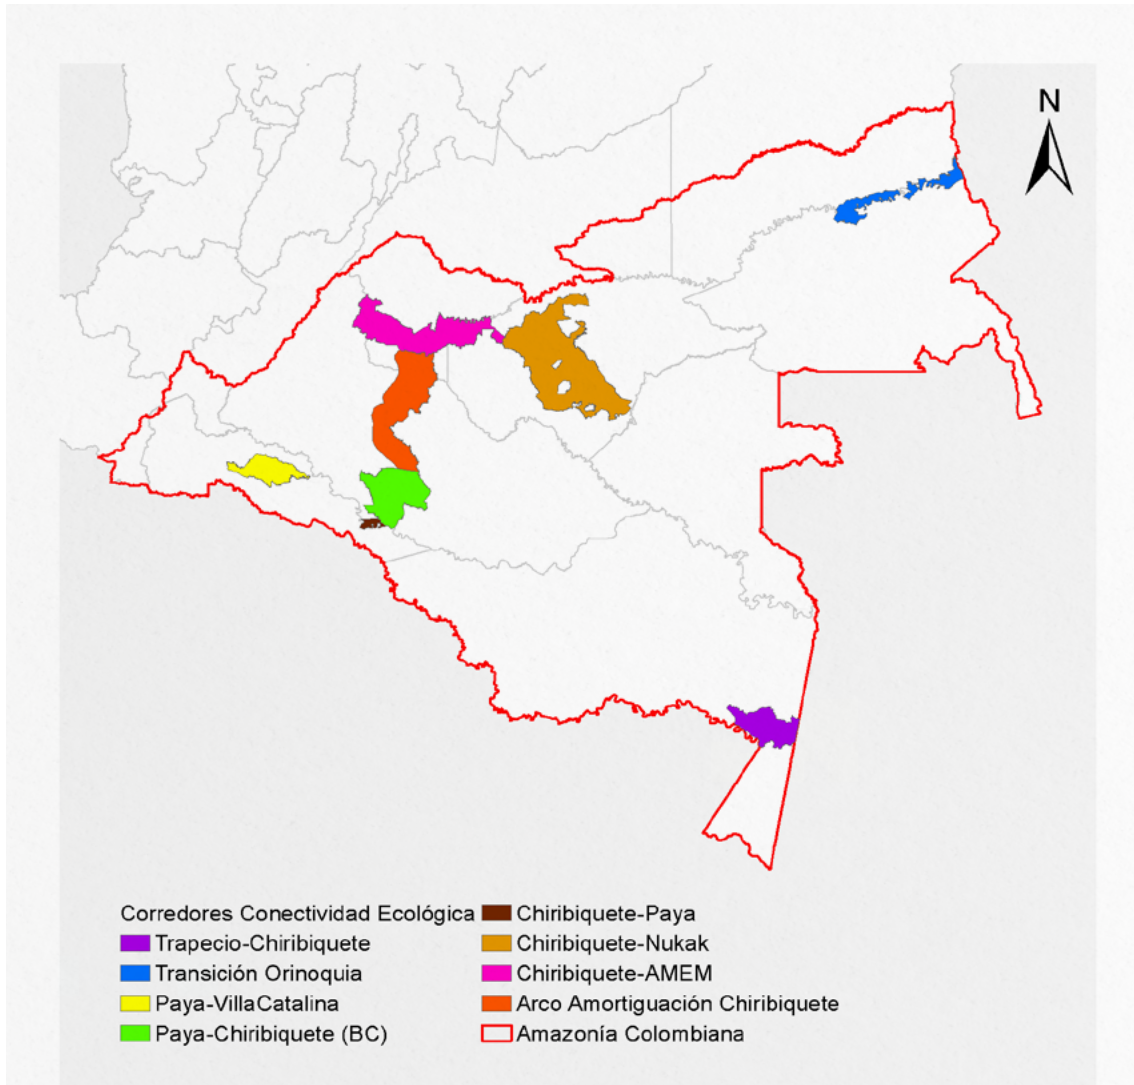 N
Corredores Conectividad Ecológica
Trapecio-Chiribiquete
Transición Orinoquia
Paya-VillaCatalina
Paya-Chiribiquete (BC)
Chiribiquete-Paya
Chiribiquete-Nukak
Chiribiquete-AMEM
Arco Amortiguación Chiribiquete
Amazonía Colombiana